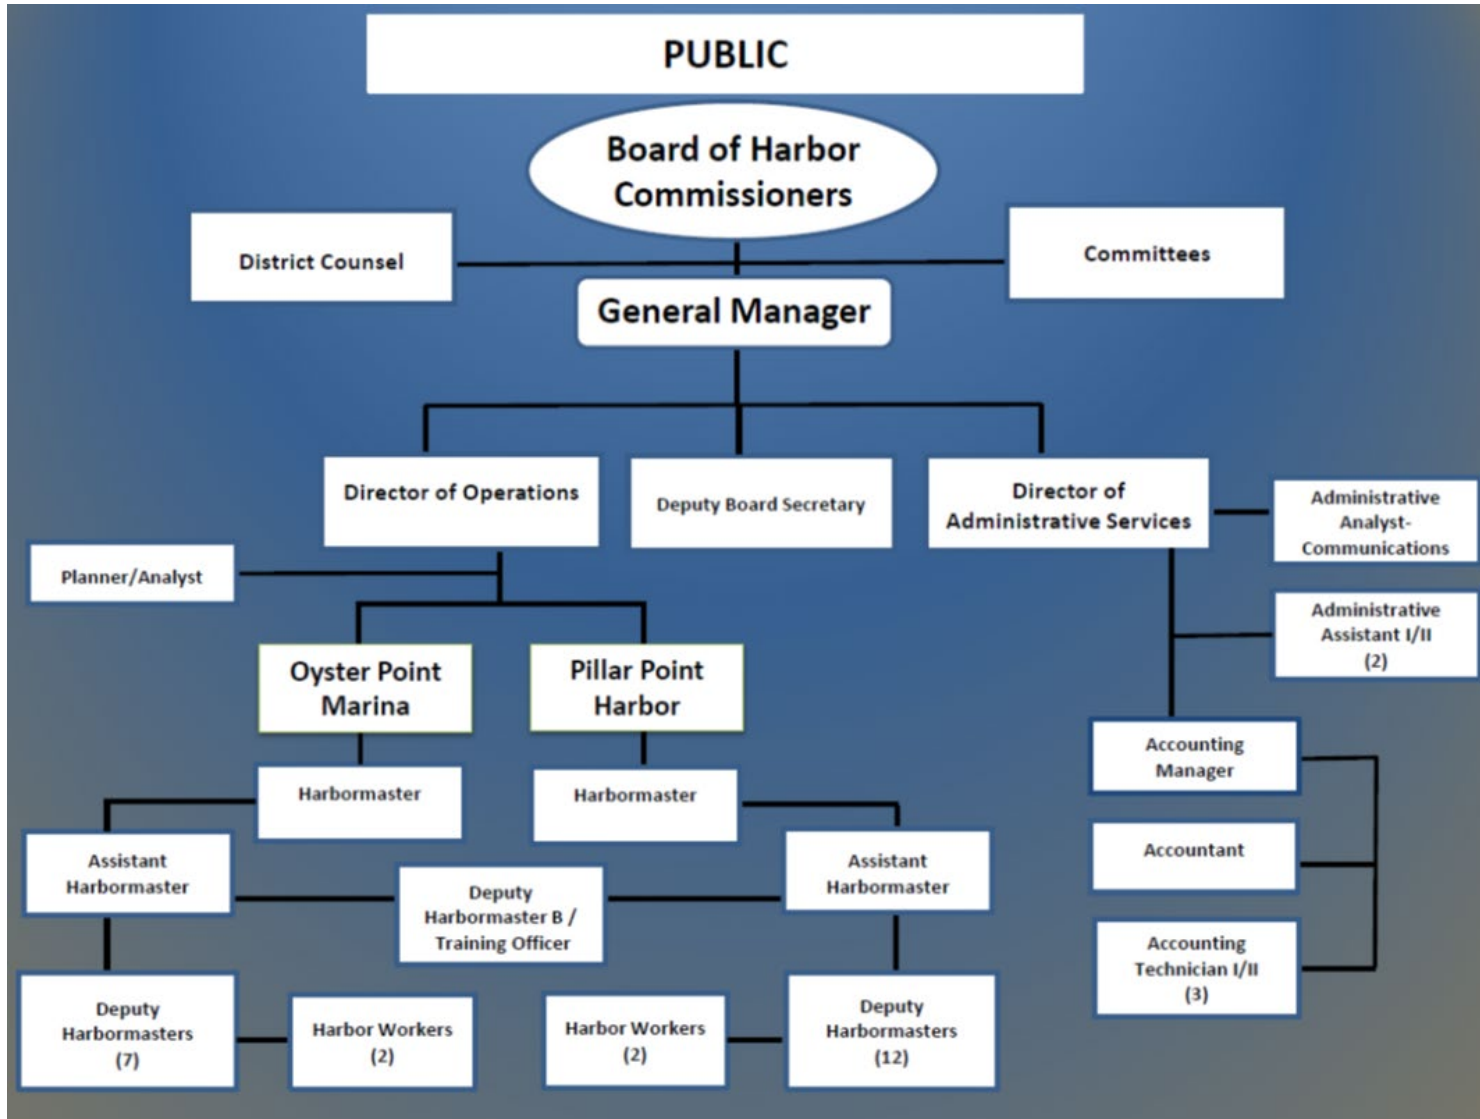 PUBLIC
Board of Harbor
Commissioners
District Counsel
Committees
General Manager
Director of Operations
Deputy Board Secretary
Director of
Administrative Services
Administrative
Analyst-
Communications
Planner/Analyst
Administrative
Assistant I/II
(2)
Oyster Point
Marina
Pillar Point
Harbor
Accounting
Manager
Harbormaster
Harbormaster
Assistant
Harbormaster
Deputy
Harbormaster B /
Training Officer
Assistant
Harbormaster
Accountant
Accounting
Technician I/II
(3)
Deputy
Harbormasters
(7)
Harbor Workers
(2)
Harbor Workers
(2)
Deputy
Harbormasters
(12)